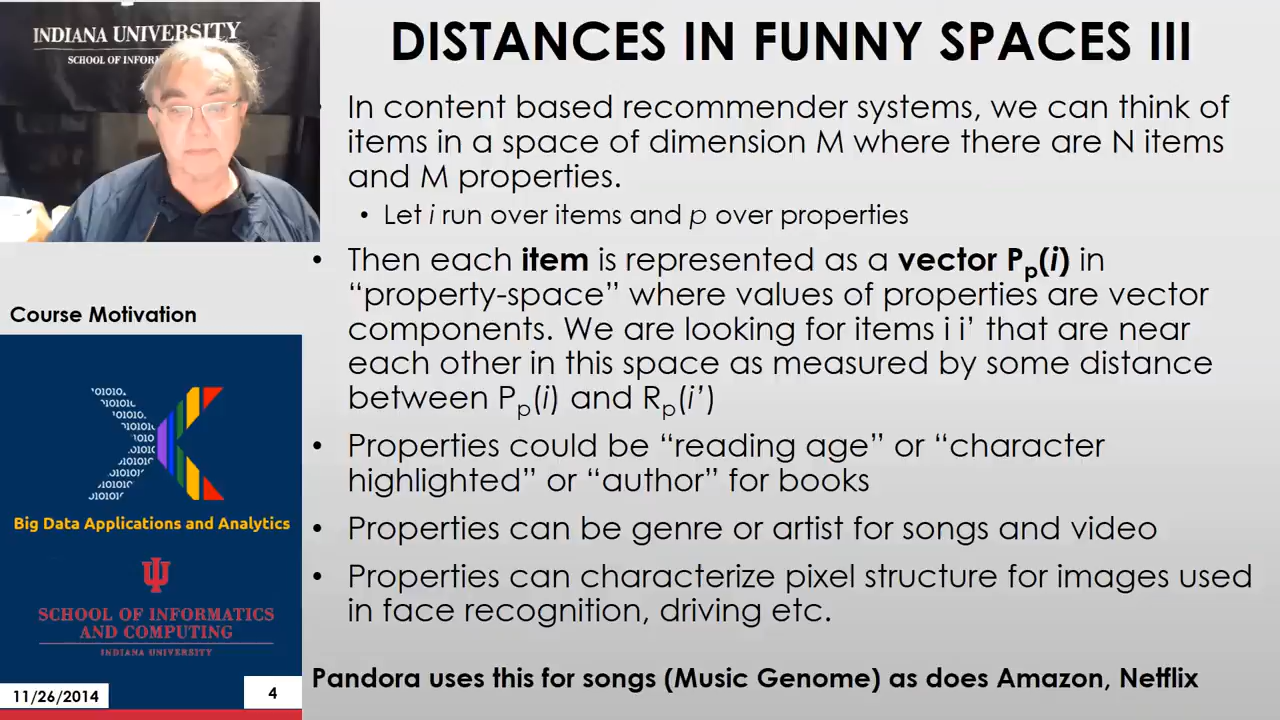 INDIANA UNIVERSITY
SCHOOL OF INFOR
DISTANCES IN FUNNY SPACES III
• In content based recommender systems, we can think of
items in a space of dimension M where there are N items
and M properties.
• Let i run over items and p over properties
• Then each item is represented as a vector Pp(i) in
“property-space” where values of properties are vector
components. We are looking for items i i’ that are near
each other in this space as measured by some distance
between Pp(i) and Rp(i’)
• Properties could be “reading age” or “character
highlighted” or “author” for books
• Properties can be genre or artist for songs and video
• Properties can characterize pixel structure for images used
in face recognition, driving etc.
Pandora uses this for songs (Music Genome) as does Amazon, Netflix
Course Motivation
Big Data Applications and Analytics
SCHOOL OF INFORMATICS
AND COMPUTING
INDIANA UNIVERSITY
11/26/2014
4